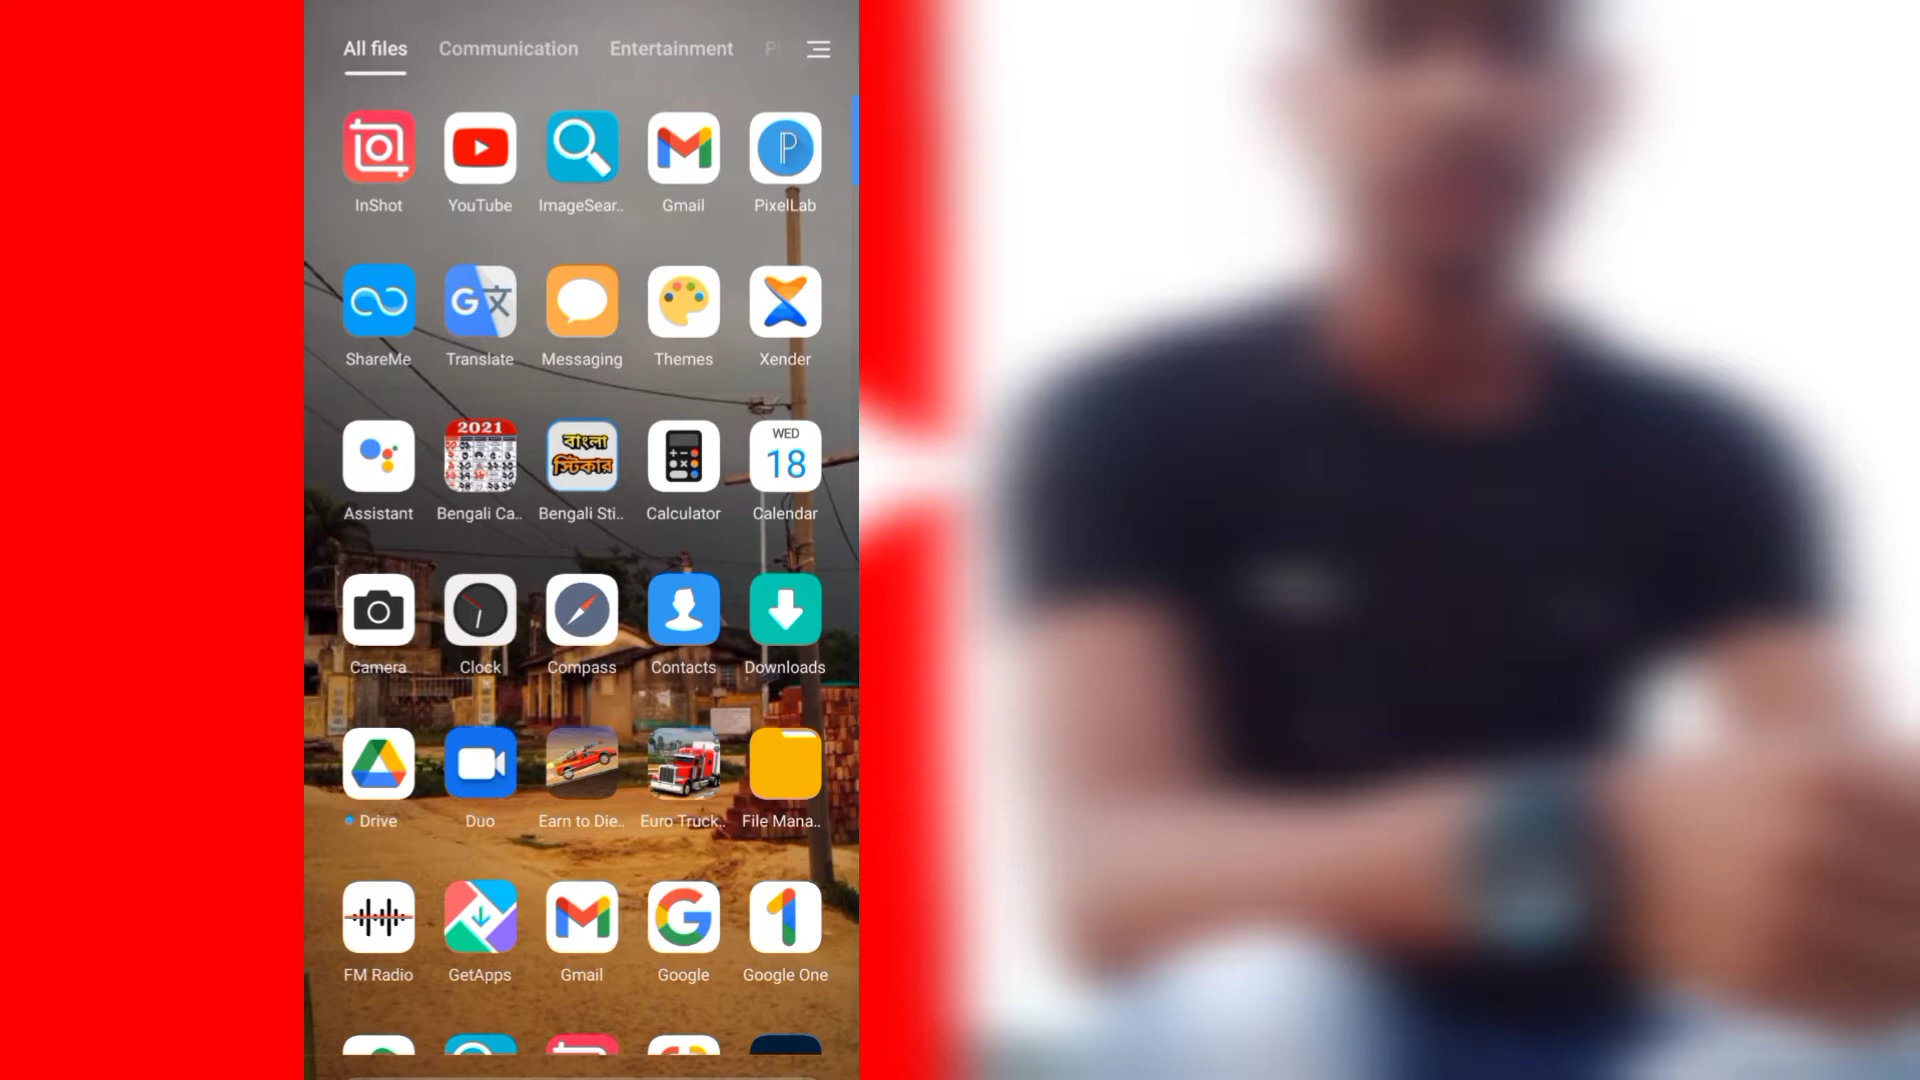 All files Communication Entertainment
InShot YouTube ImageSear.. Gmail PixelLab
ShareMe Translate Messaging Themes Xender
2021 বাংলা স্টিকার WED 18
Assistant Bengali Ca.. Bengali Sti.. Calculator Calendar
Camera Clock Compass Contacts Downloads
Drive Duo Earn to Die.. Euro Truck.. File Mana..
FM Radio GetApps Gmail Google Google One